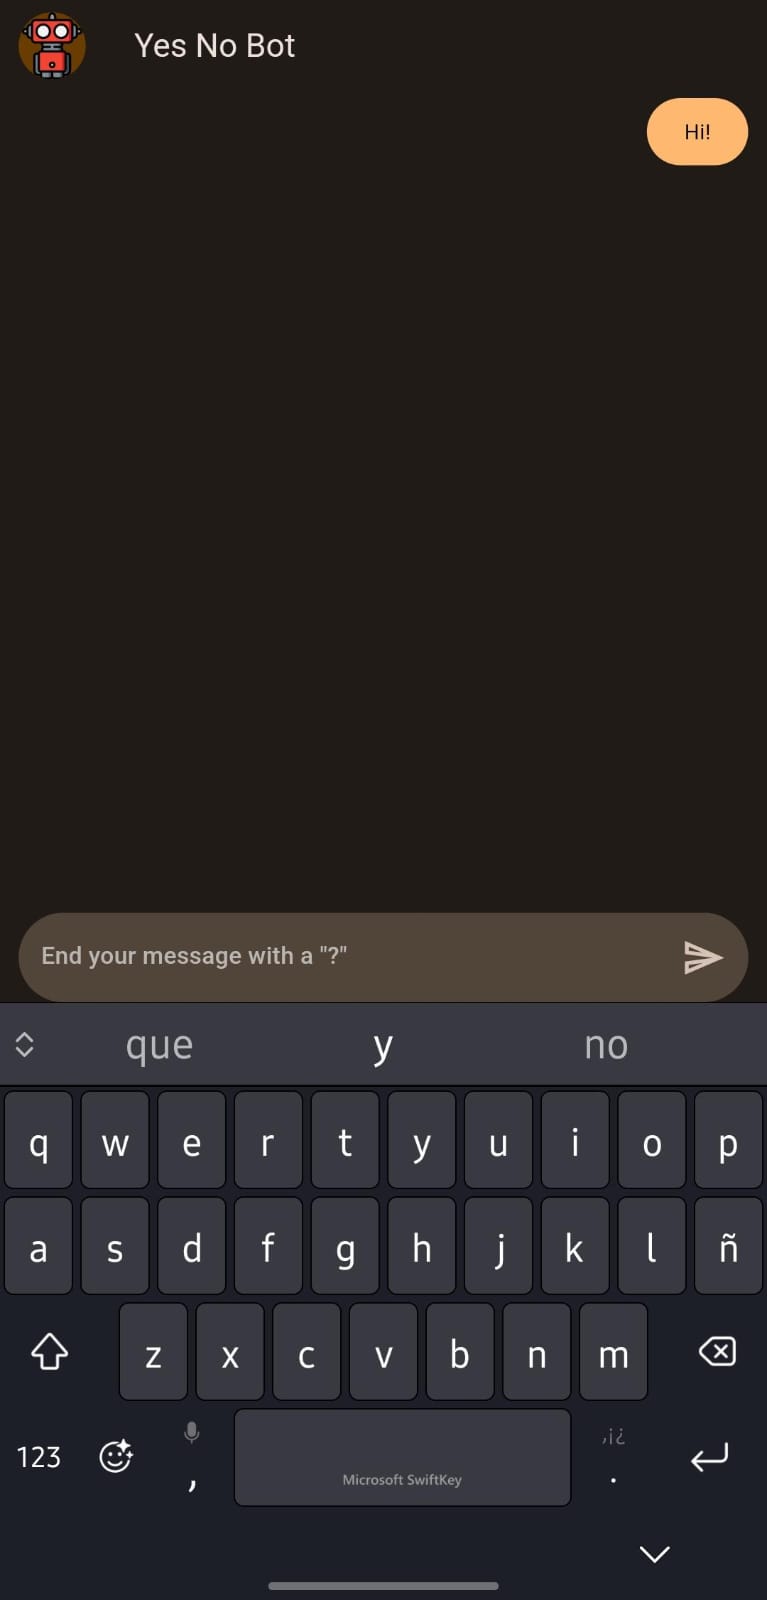 Yes No Bot
Hi!
End your message with a "?"
que y no
q w e r t y u i o p
a s d f g h j k l ñ
z x c v b n m
123 , Microsoft SwiftKey ,¡¿ .